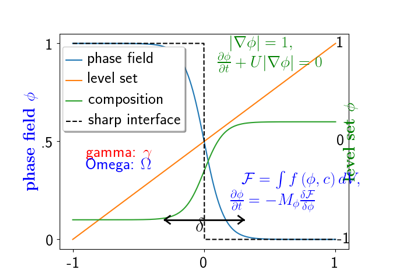 |∇ϕ| = 1,
∂ϕ/∂t + U|∇ϕ| = 0
phase field
level set
composition
sharp interface
gamma: γ
Omega: Ω
F = ∫ f (ϕ, c) dV,
∂ϕ/∂t = −M_ϕ δF/δϕ
δ
phase field ϕ
level set ϕ
1
.5
0
1
0
-1
-1
0
1